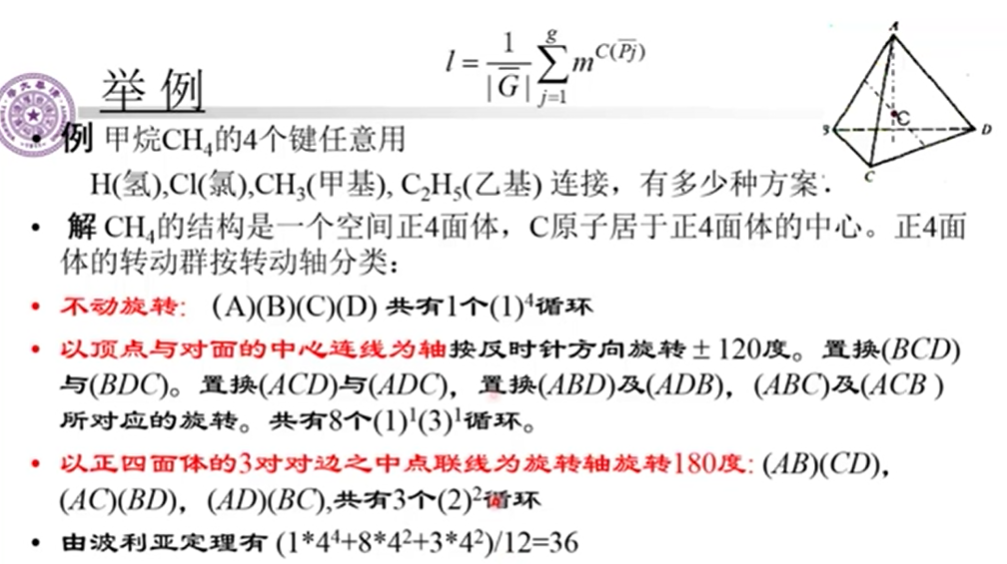 举 例
l = \frac{1}{|\overline{G}|} \sum_{j=1}^{g} m^{C(\overline{P}j)}
A
B
C
D
C
• 例 甲烷CH₄的4个键任意用
H(氢),Cl(氯),CH₃(甲基), C₂H₅(乙基) 连接，有多少种方案.
• 解 CH₄的结构是一个空间正4面体，C原子居于正4面体的中心。正4面
体的转动群按转动轴分类：
• 不动旋转: （A)(B)(C)(D) 共有1个(1)⁴循环
• 以顶点与对面的中心连线为轴按反时针方向旋转±120度。置换(BCD)
与(BDC)。置换(ACD)与(ADC)，置换(ABD)及(ADB)，(ABC)及(ACB )
所对应的旋转。共有8个(1)¹(3)¹循环。
• 以正四面体的3对对边之中点联线为旋转轴旋转180度: (AB)(CD),
(AC)(BD)，(AD)(BC),共有3个(2)²循环
• 由波利亚定理有 (1*4⁴+8*4²+3*4²)/12=36